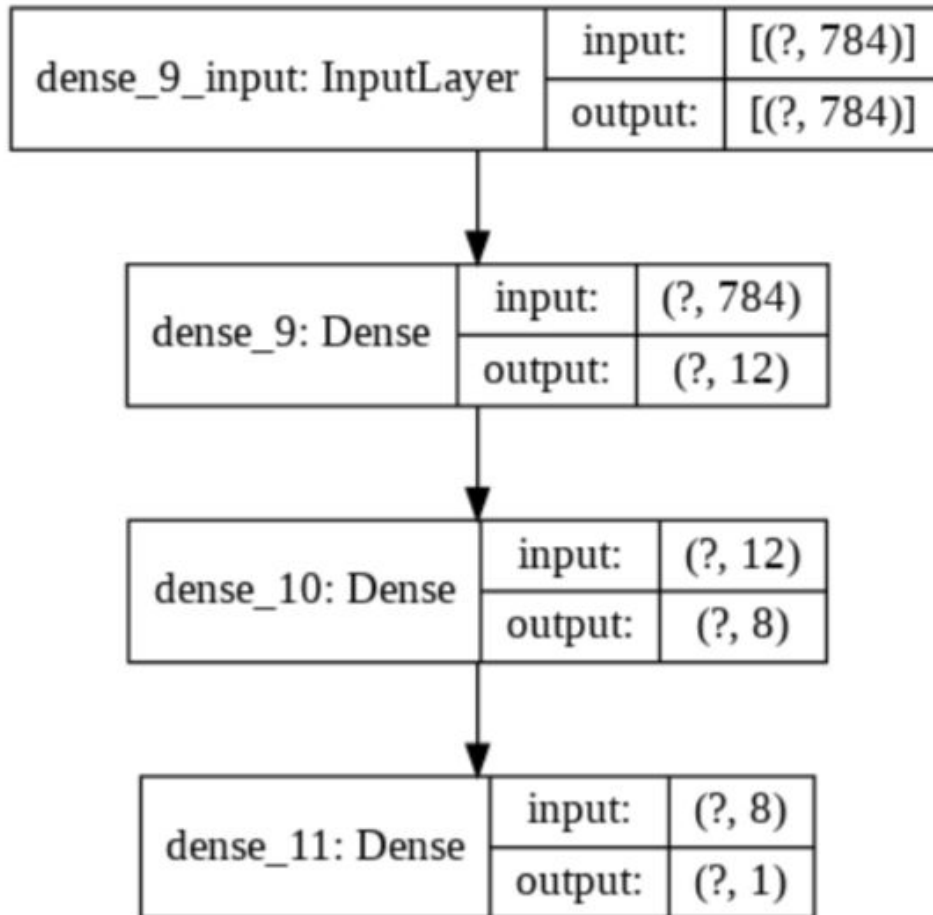 dense_9_input: InputLayer
input: [(?, 784)]
output: [(?, 784)]
dense_9: Dense
input: (?, 784)
output: (?, 12)
dense_10: Dense
input: (?, 12)
output: (?, 8)
dense_11: Dense
input: (?, 8)
output: (?, 1)